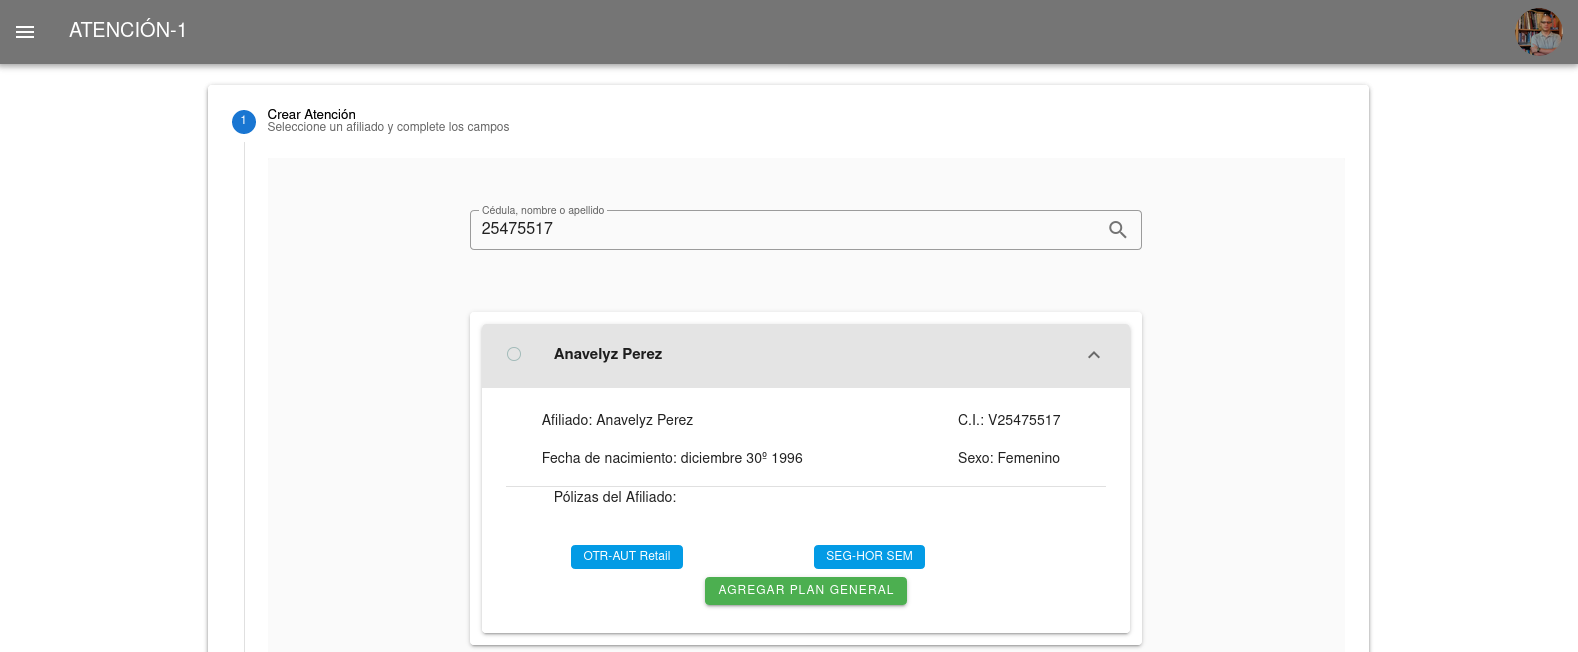 ATENCIÓN-1
1
Crear Atención
Seleccione un afiliado y complete los campos
Cédula, nombre o apellido
25475517
Anavelyz Perez
Afiliado: Anavelyz Perez
C.I.: V25475517
Fecha de nacimiento: diciembre 30º 1996
Sexo: Femenino
Pólizas del Afiliado:
OTR-AUT Retail
SEG-HOR SEM
AGREGAR PLAN GENERAL